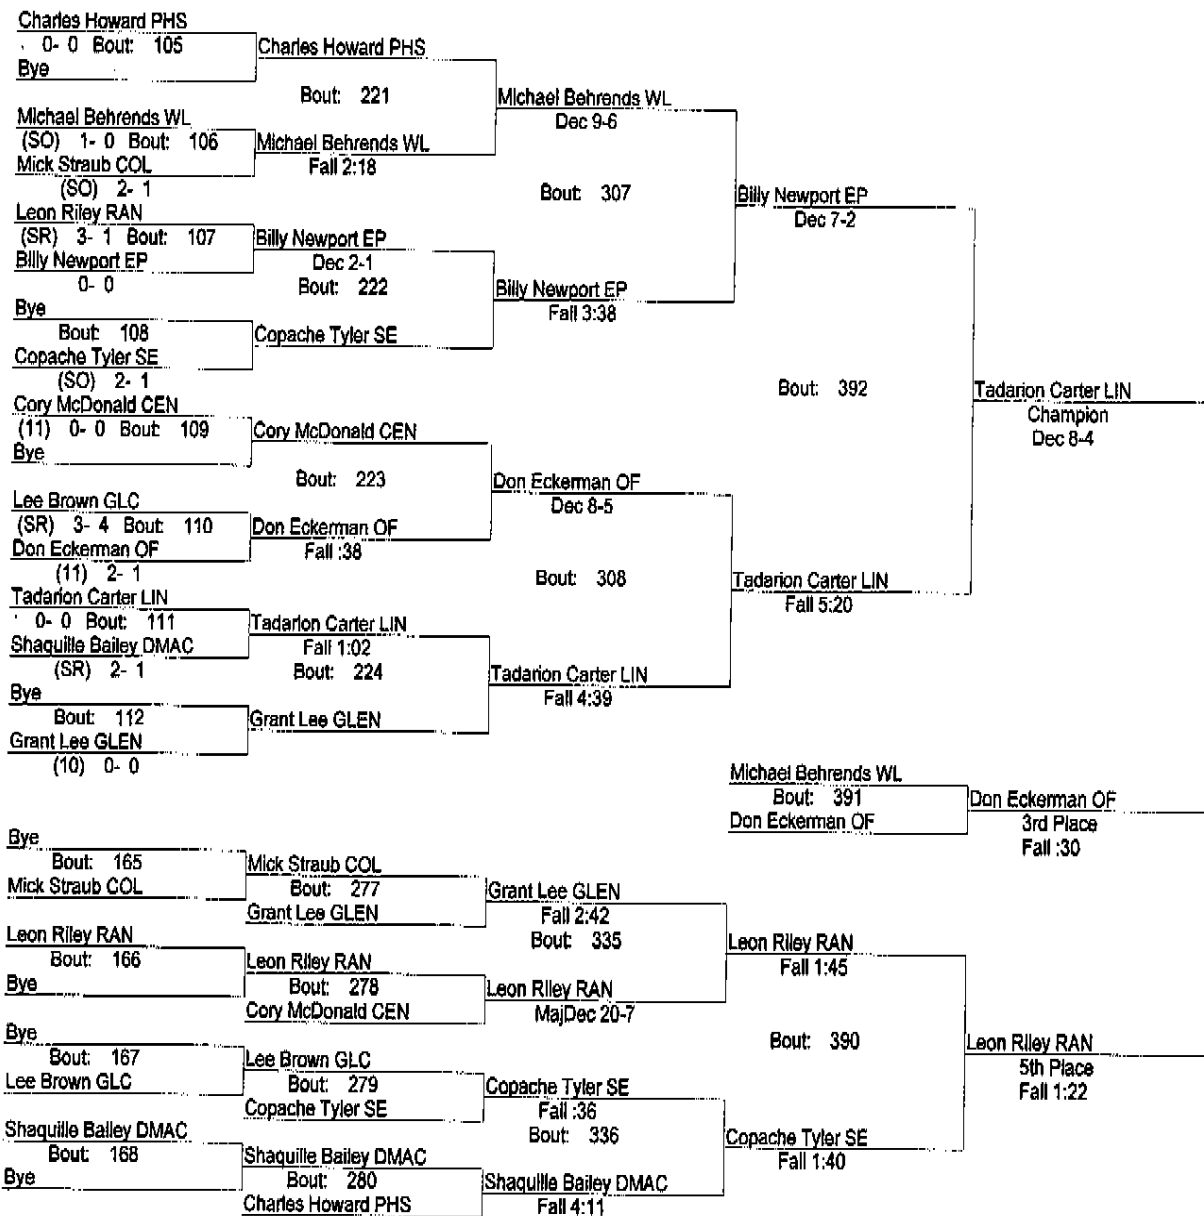 Charles Howard PHS
0- 0 Bout: 105
Bye
Charles Howard PHS
Bout: 221
Michael Behrends WL
(SO) 1- 0 Bout: 106
Mick Straub COL
(SO) 2- 1
Michael Behrends WL
Fall 2:18
Michael Behrends WL
Dec 9-6
Bout: 307
Leon Riley RAN
(SR) 3- 1 Bout: 107
Billy Newport EP
0- 0
Billy Newport EP
Dec 2-1
Bout: 222
Bye
Bout: 108
Copache Tyler SE
(SO) 2- 1
Copache Tyler SE
Billy Newport EP
Fall 3:38
Billy Newport EP
Dec 7-2
Bout: 392
Cory McDonald CEN
(11) 0- 0 Bout: 109
Bye
Cory McDonald CEN
Bout: 223
Lee Brown GLC
(SR) 3- 4 Bout: 110
Don Eckerman OF
(11) 2- 1
Don Eckerman OF
Fall :38
Don Eckerman OF
Dec 8-5
Bout: 308
Tadarion Carter LIN
0- 0 Bout: 111
Shaquille Bailey DMAC
(SR) 2- 1
Tadarion Carter LIN
Fall 1:02
Bout: 224
Bye
Bout: 112
Grant Lee GLEN
(10) 0- 0
Grant Lee GLEN
Tadarion Carter LIN
Fall 4:39
Tadarion Carter LIN
Fall 5:20
Tadarion Carter LIN
Champion
Dec 8-4
Michael Behrends WL
Bout: 391
Don Eckerman OF
Don Eckerman OF
3rd Place
Fall :30
Bye
Bout: 165
Mick Straub COL
Mick Straub COL
Bout: 277
Grant Lee GLEN
Grant Lee GLEN
Fall 2:42
Bout: 335
Leon Riley RAN
Bout: 166
Bye
Leon Riley RAN
Bout: 278
Cory McDonald CEN
Leon Riley RAN
MajDec 20-7
Leon Riley RAN
Fall 1:45
Bout: 390
Bye
Bout: 167
Lee Brown GLC
Lee Brown GLC
Bout: 279
Copache Tyler SE
Copache Tyler SE
Fall :36
Bout: 336
Shaquille Bailey DMAC
Bout: 168
Bye
Shaquille Bailey DMAC
Bout: 280
Charles Howard PHS
Shaquille Bailey DMAC
Fall 4:11
Copache Tyler SE
Fall 1:40
Leon Riley RAN
5th Place
Fall 1:22